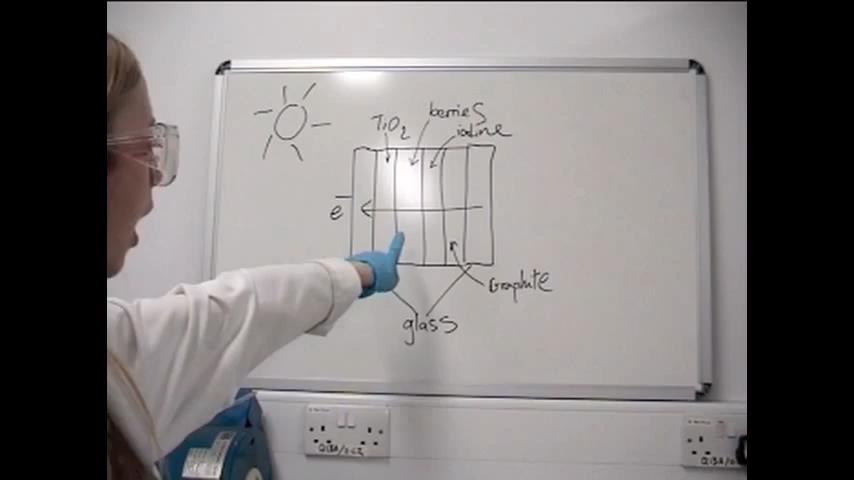 TiO2
berries
iodine
e-
Graphite
glass